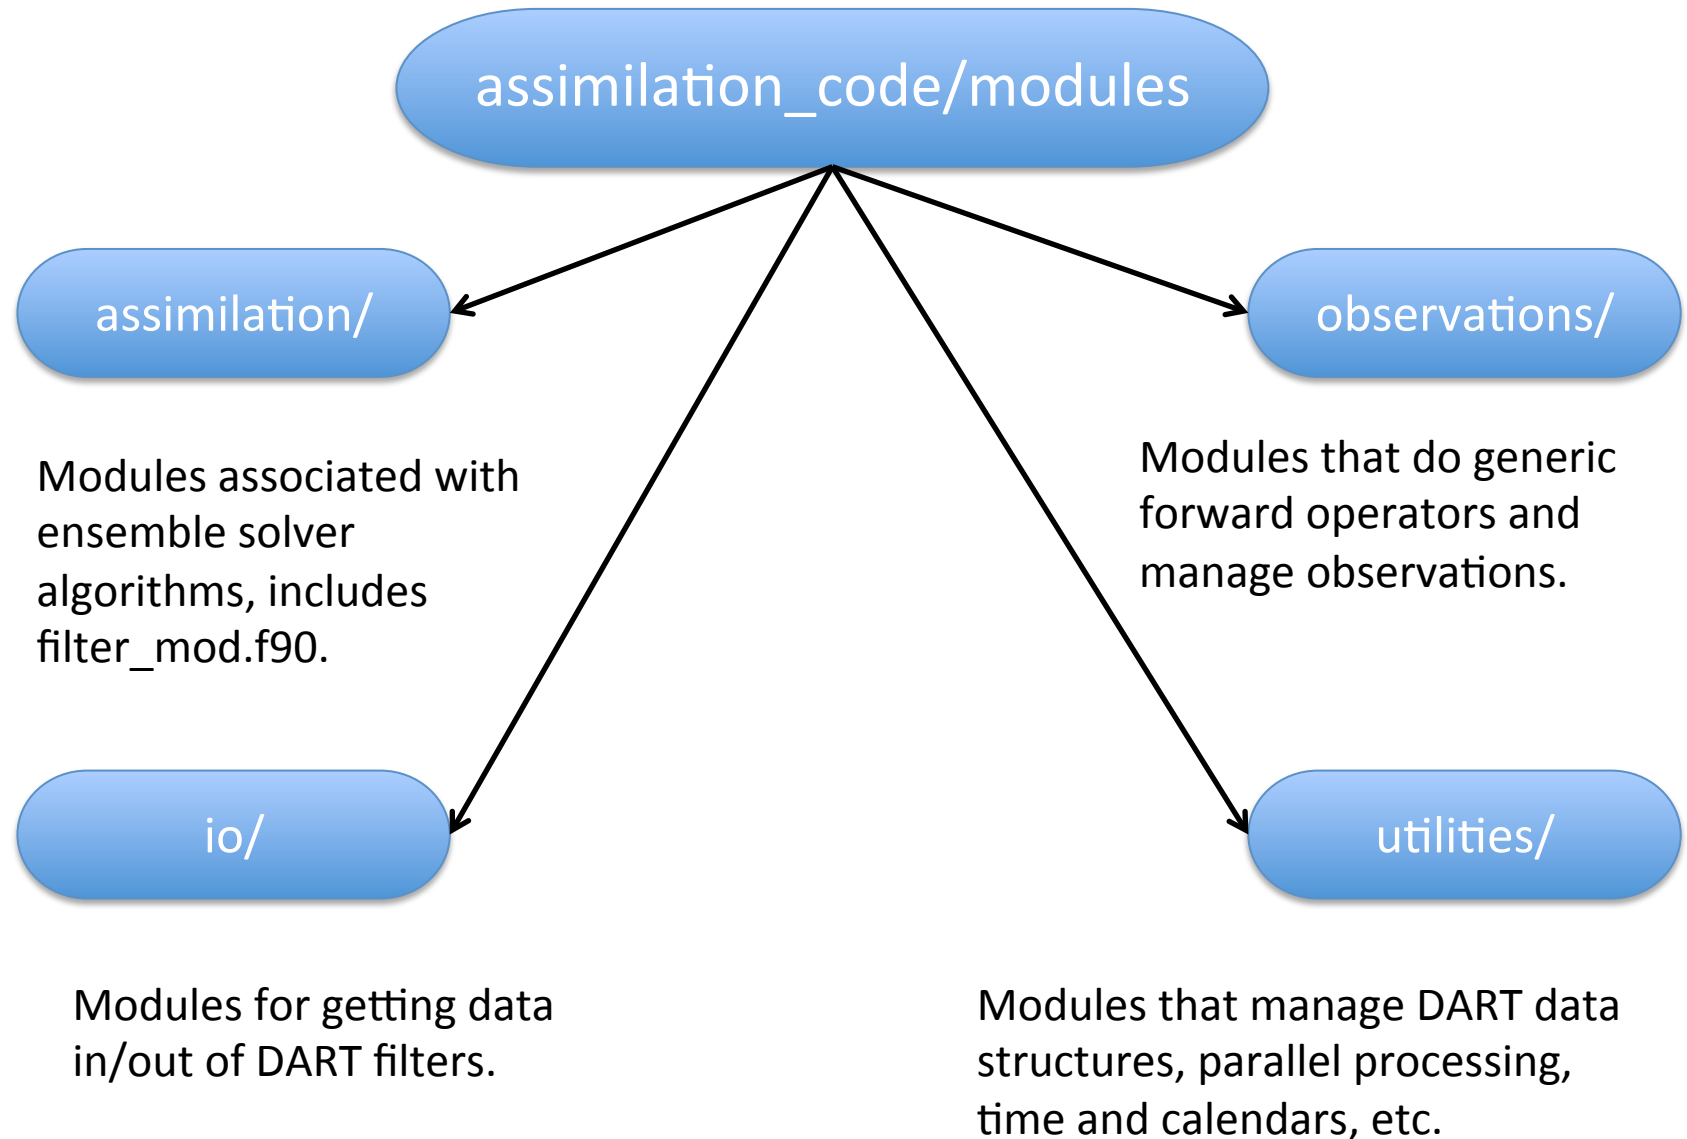 assimilation_code/modules
assimilation/
observations/
Modules associated with
ensemble solver
algorithms, includes
filter_mod.f90.
Modules that do generic
forward operators and
manage observations.
io/
utilities/
Modules for getting data
in/out of DART filters.
Modules that manage DART data
structures, parallel processing,
time and calendars, etc.